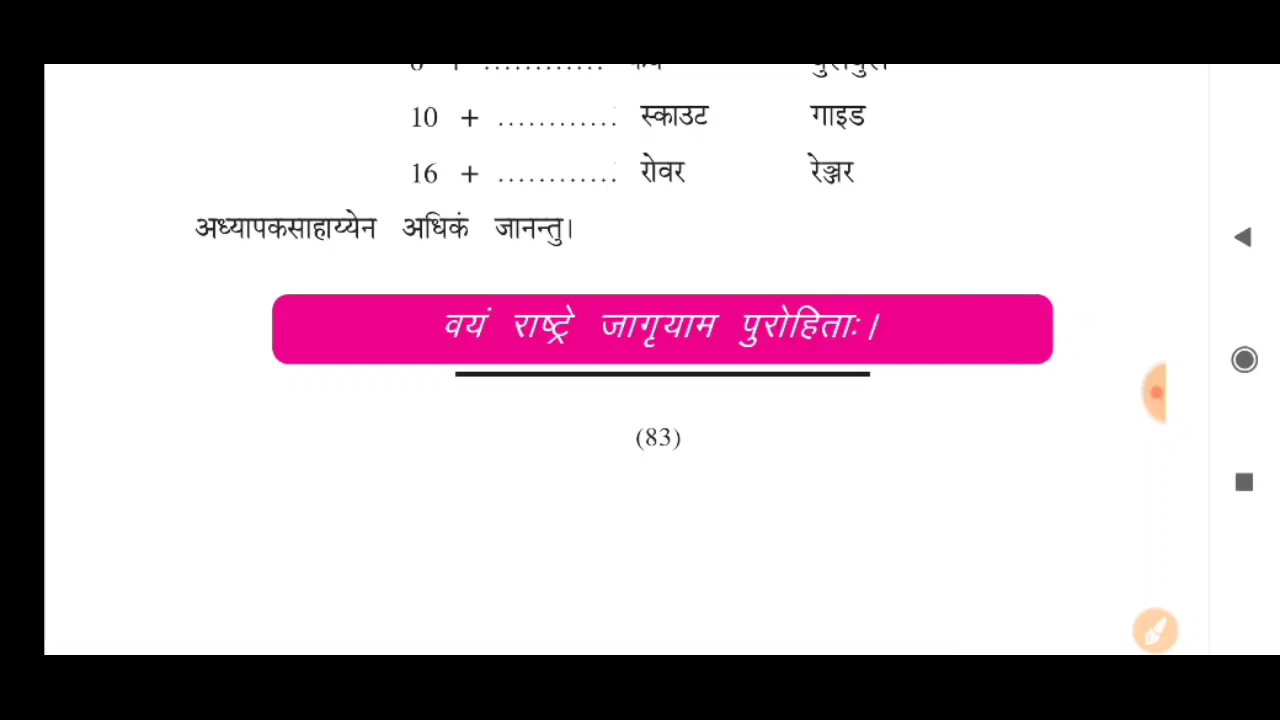 10 + ............ स्काउट गाइड
16 + ............ रोवर रेञ्जर
अध्यापकसाहाय्येन अधिकं जानन्तु।
वयं राष्ट्रे जागृयाम पुरोहिताः।
(83)